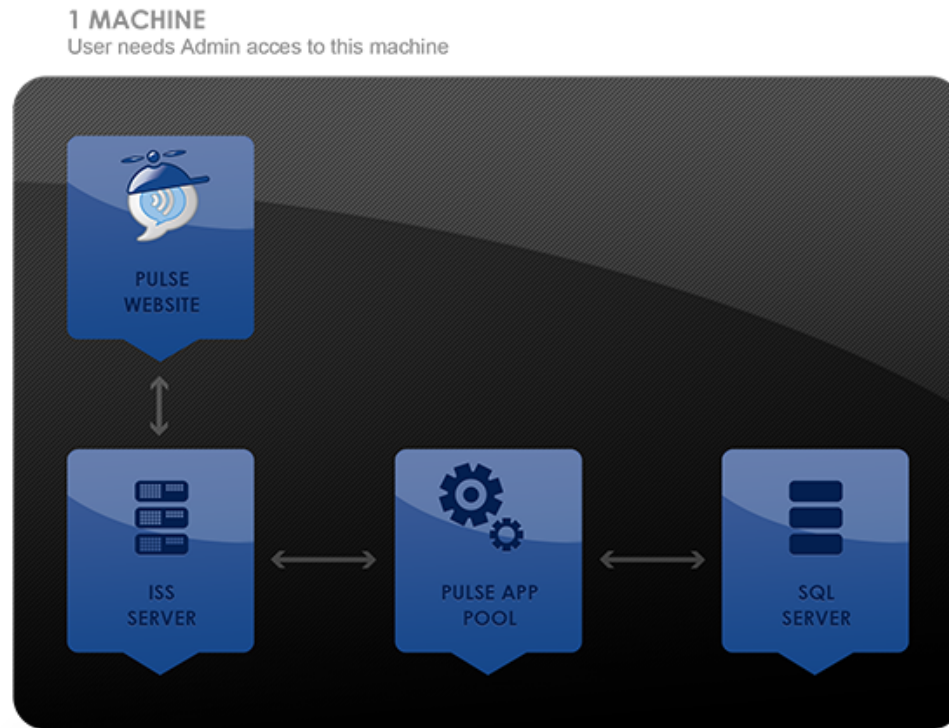 1 MACHINE
User needs Admin acces to this machine
PULSE
WEBSITE
ISS
SERVER
PULSE APP
POOL
SQL
SERVER